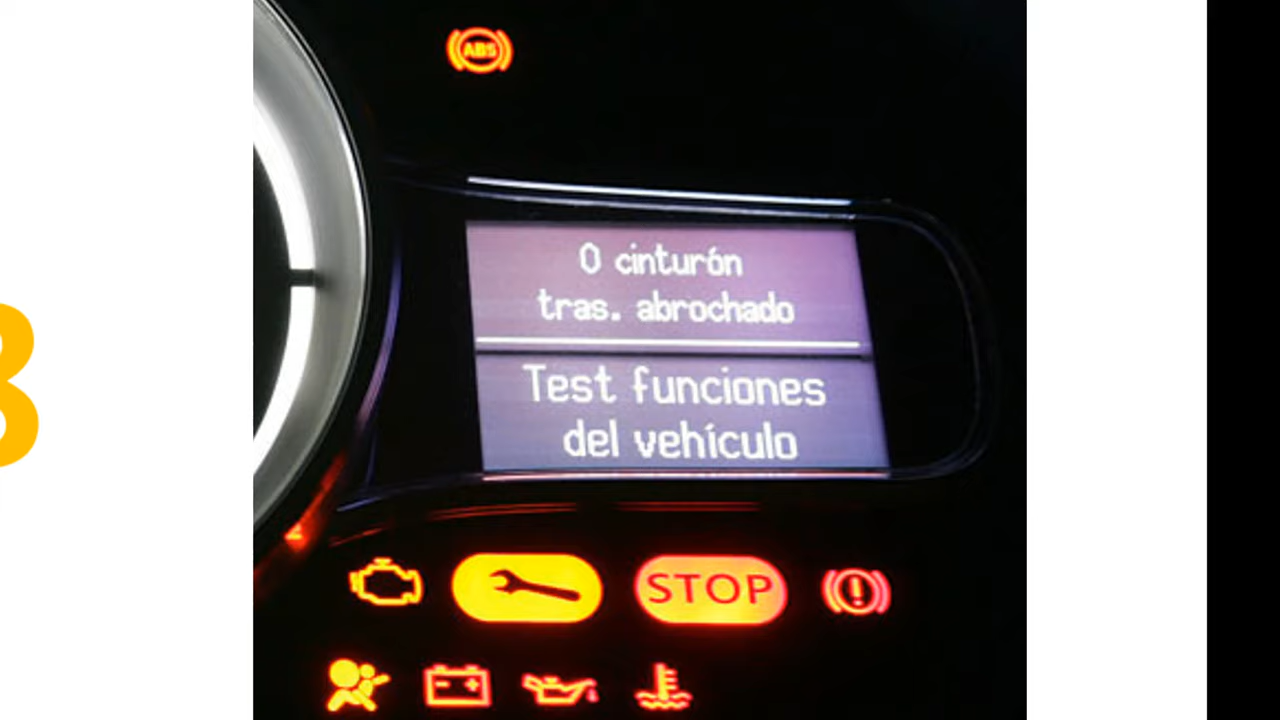 ABS
0 cinturón
tras. abrochado
Test funciones
del vehículo
STOP